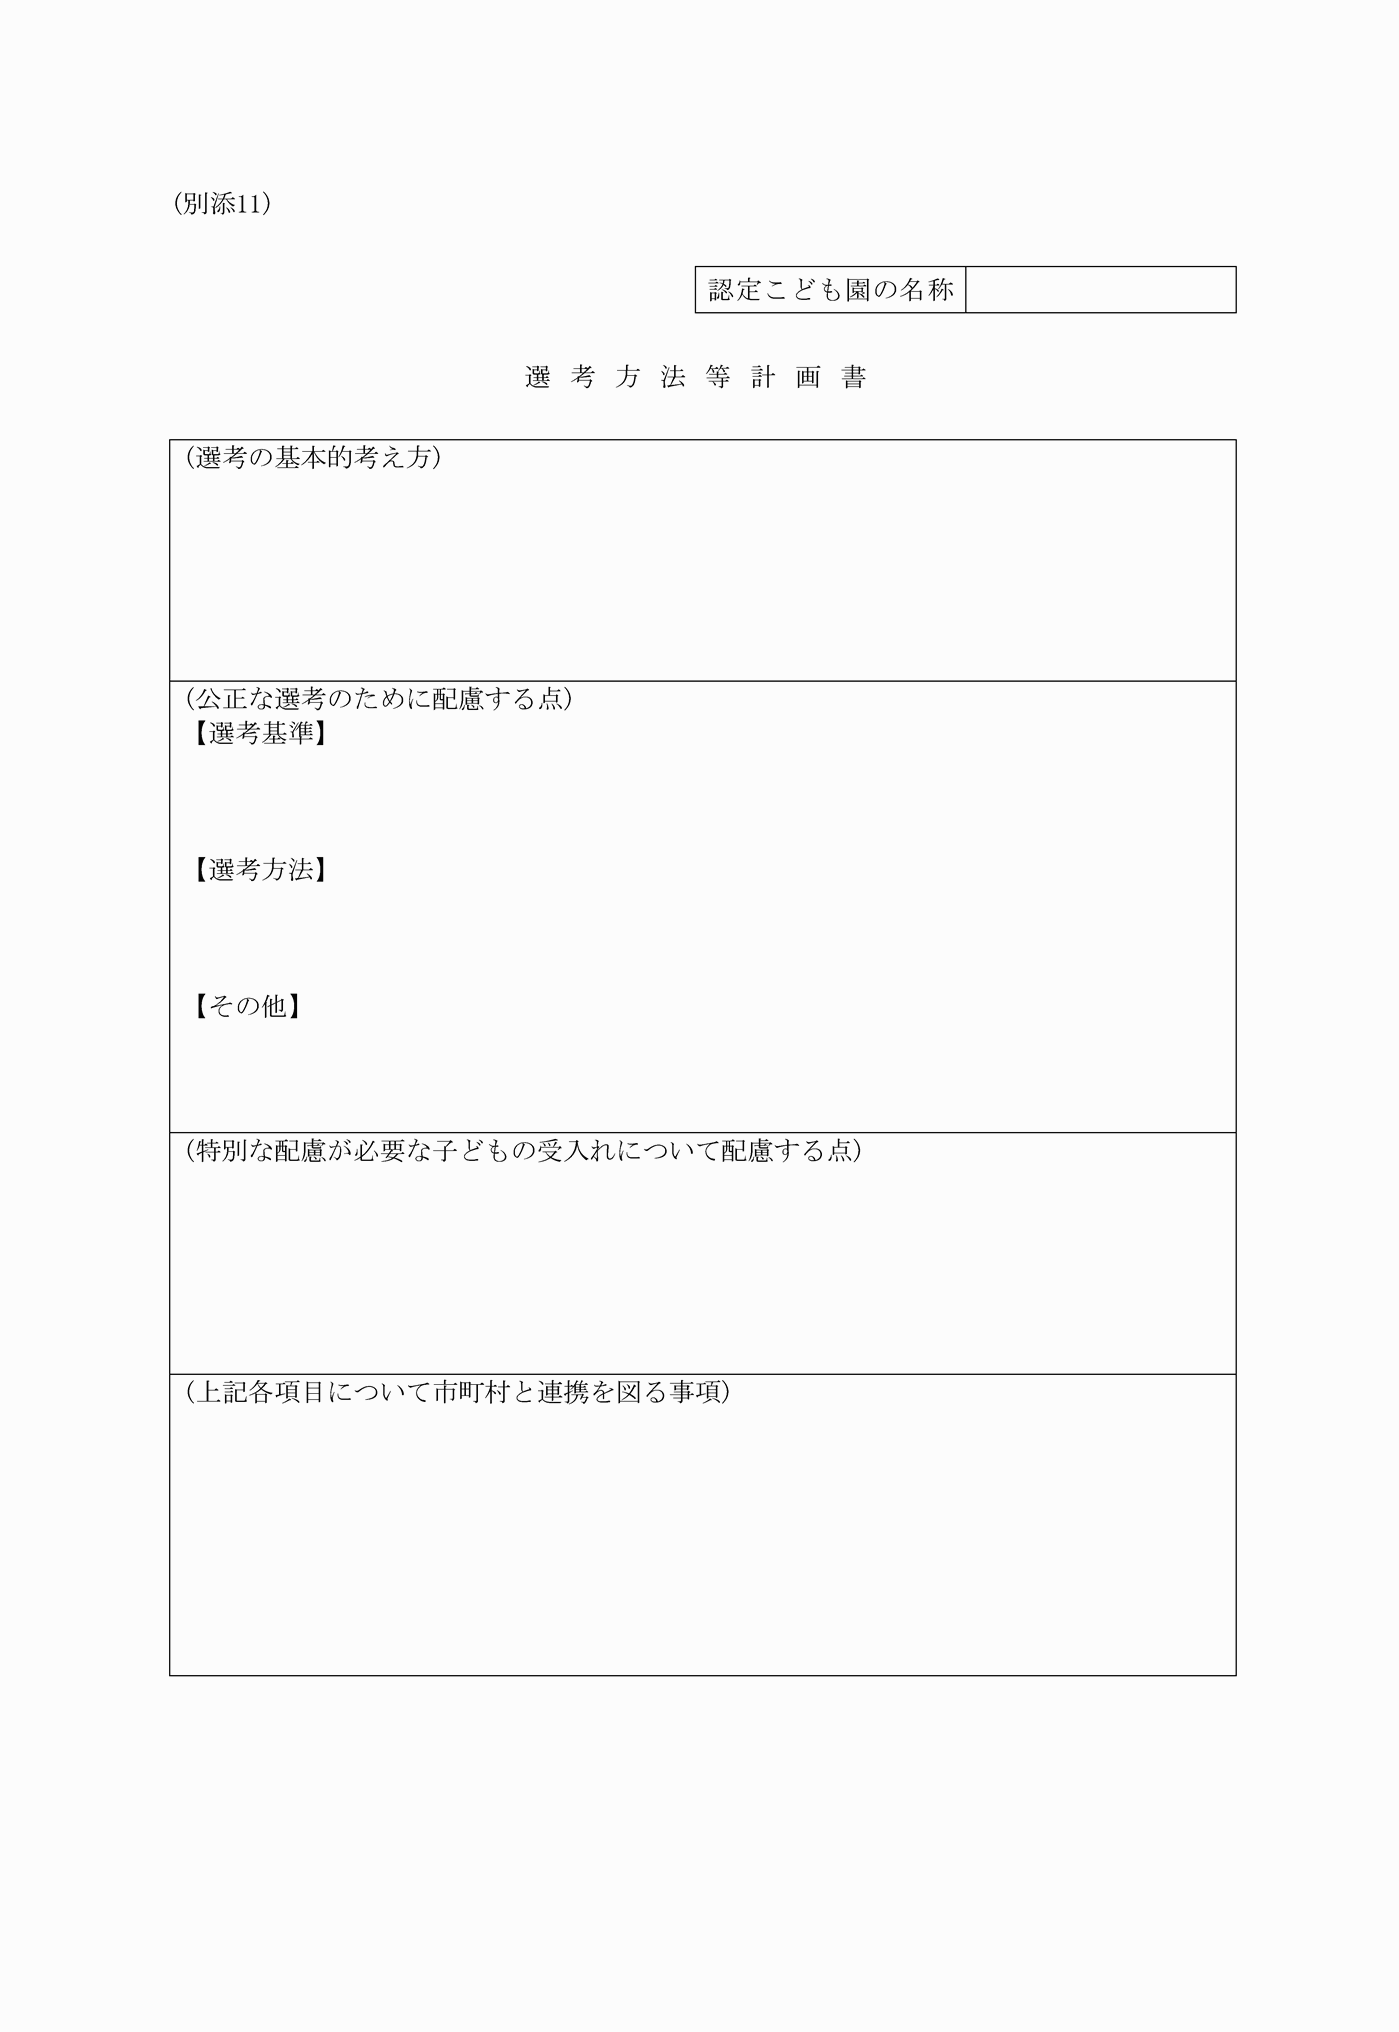 （別添11）
認定こども園の名称
選考方法等計画書
（選考の基本的考え方）
（公正な選考のために配慮する点）
【選考基準】
【選考方法】
【その他】
（特別な配慮が必要な子どもの受入れについて配慮する点）
（上記各項目について市町村と連携を図る事項）